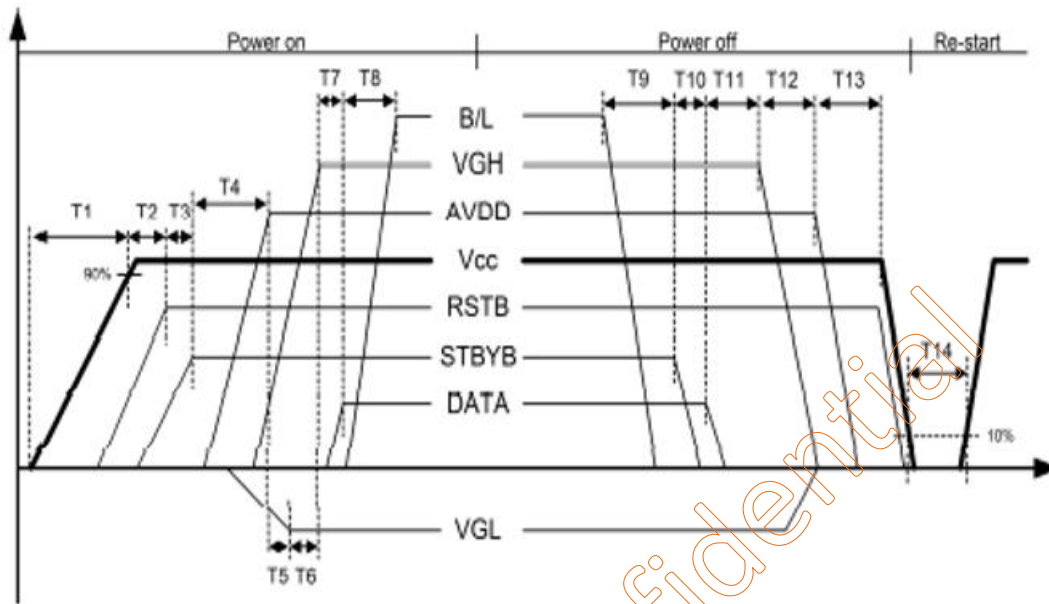 Power on
Power off
Re-start
T7
T8
T9
T10
T11
T12
T13
B/L
VGH
T4
AVDD
T1
T2
T3
Vcc
90%
RSTB
STBYB
T14
DATA
10%
VGL
T5
T6
fidential